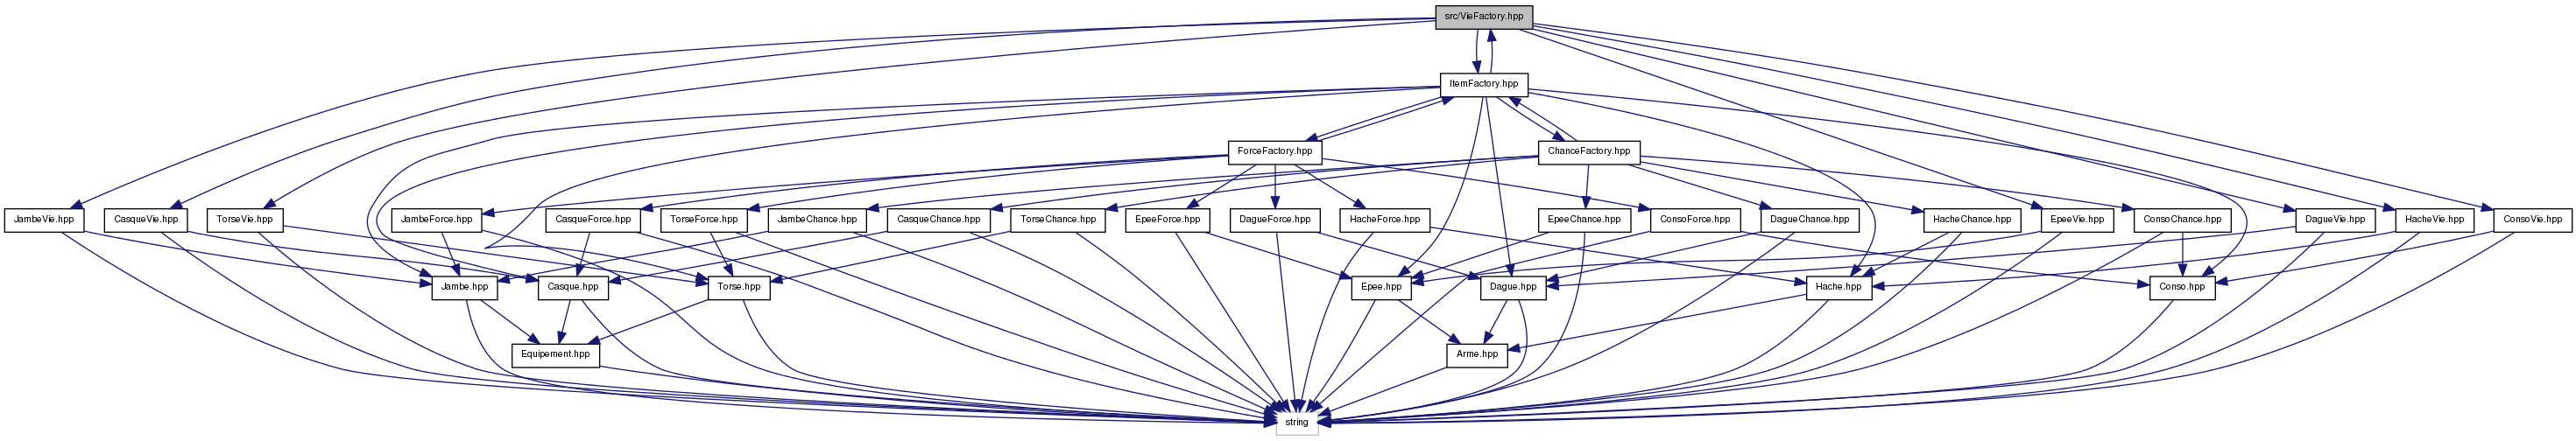 src/VieFactory.hpp
ItemFactory.hpp
ForceFactory.hpp
ChanceFactory.hpp
JambeVie.hpp
CasqueVie.hpp
TorseVie.hpp
JambeForce.hpp
CasqueForce.hpp
TorseForce.hpp
JambeChance.hpp
CasqueChance.hpp
TorseChance.hpp
EpeeForce.hpp
DagueForce.hpp
HacheForce.hpp
EpeeChance.hpp
ConsoForce.hpp
DagueChance.hpp
HacheChance.hpp
EpeeVie.hpp
ConsoChance.hpp
DagueVie.hpp
HacheVie.hpp
ConsoVie.hpp
Jambe.hpp
Casque.hpp
Torse.hpp
Epee.hpp
Dague.hpp
Hache.hpp
Conso.hpp
Equipement.hpp
Arme.hpp
string